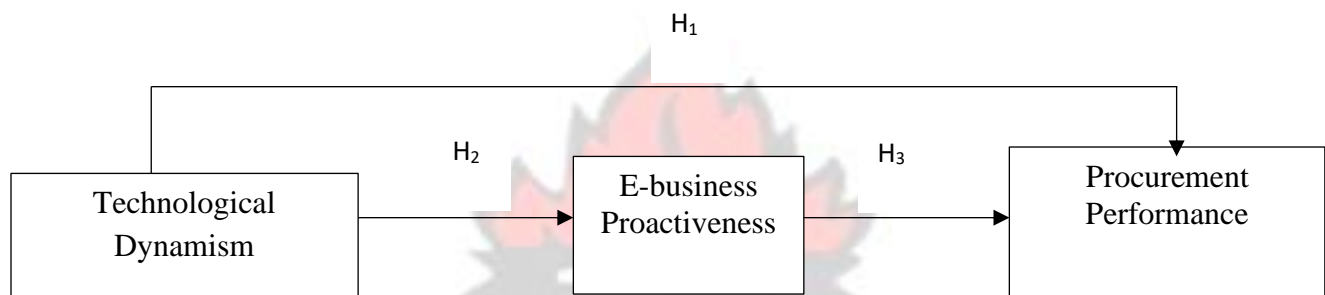 H₁
H₂
H₃
Technological
Dynamism
E-business
Proactiveness
Procurement
Performance